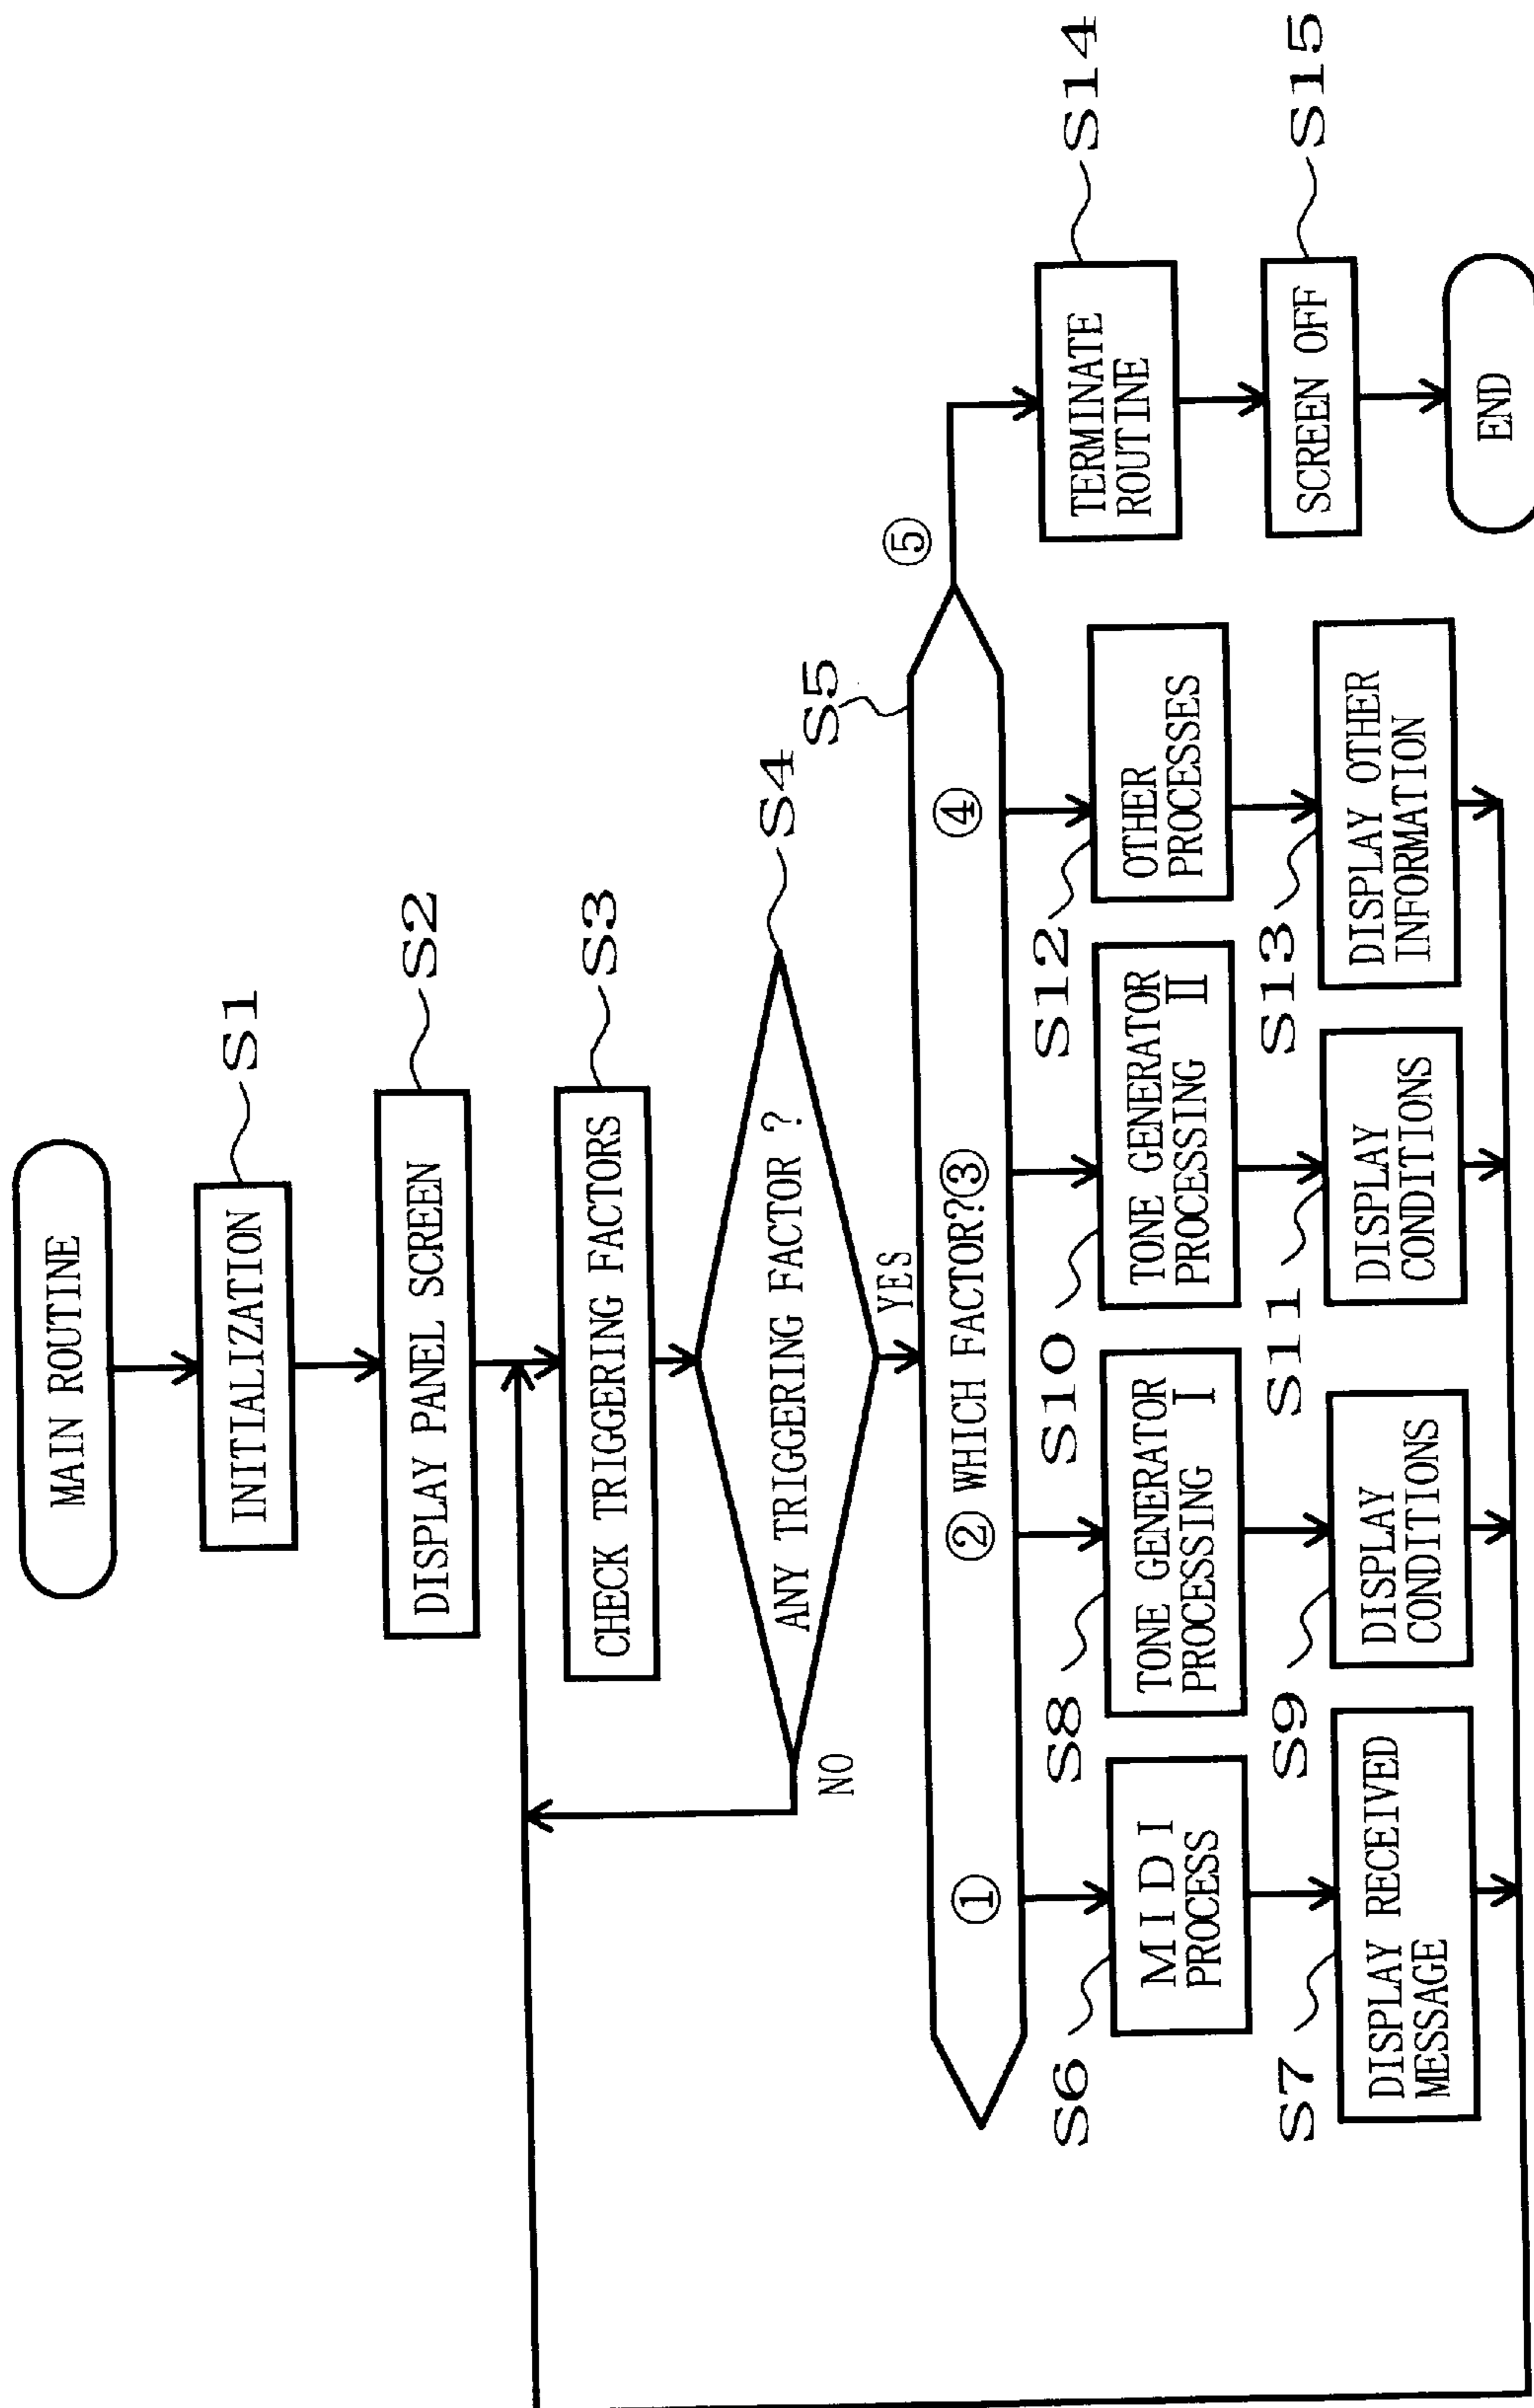 MAIN ROUTINE
INITIALIZATION
S1
DISPLAY PANEL SCREEN
S2
CHECK TRIGGERING FACTORS
S3
ANY TRIGGERING FACTOR ?
S4
NO
YES
S5
① ② WHICH FACTOR?③ ④
⑤
S6
M I D I
PROCESS
S8
TONE GENERATOR
PROCESSING I
S10
TONE GENERATOR
PROCESSING II
S12
OTHER
PROCESSES
TERMINATE
ROUTINE
S14
S7
DISPLAY RECEIVED
MESSAGE
S9
DISPLAY
CONDITIONS
S11
DISPLAY
CONDITIONS
S13
DISPLAY OTHER
INFORMATION
SCREEN OFF
S15
END